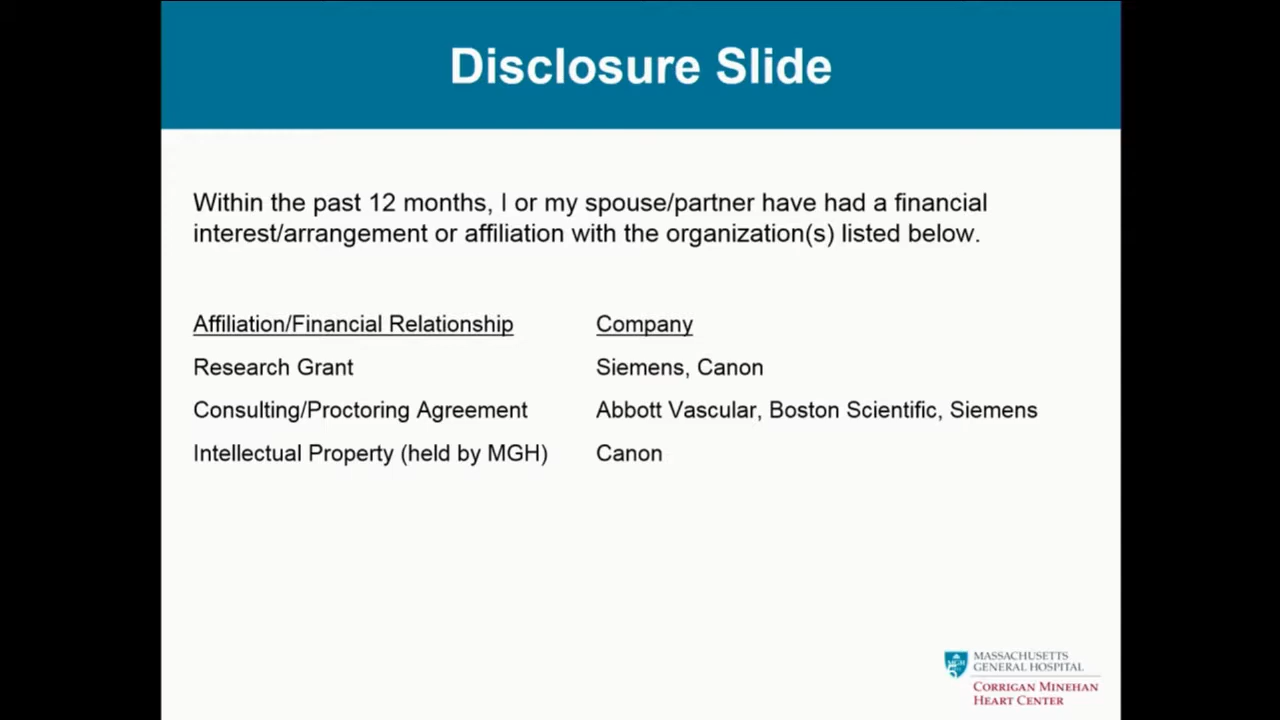 Disclosure Slide
Within the past 12 months, I or my spouse/partner have had a financial
interest/arrangement or affiliation with the organization(s) listed below.
Affiliation/Financial Relationship Company
Research Grant Siemens, Canon
Consulting/Proctoring Agreement Abbott Vascular, Boston Scientific, Siemens
Intellectual Property (held by MGH) Canon
MGH
MASSACHUSETTS
GENERAL HOSPITAL
CORRIGAN MINEHAN
HEART CENTER